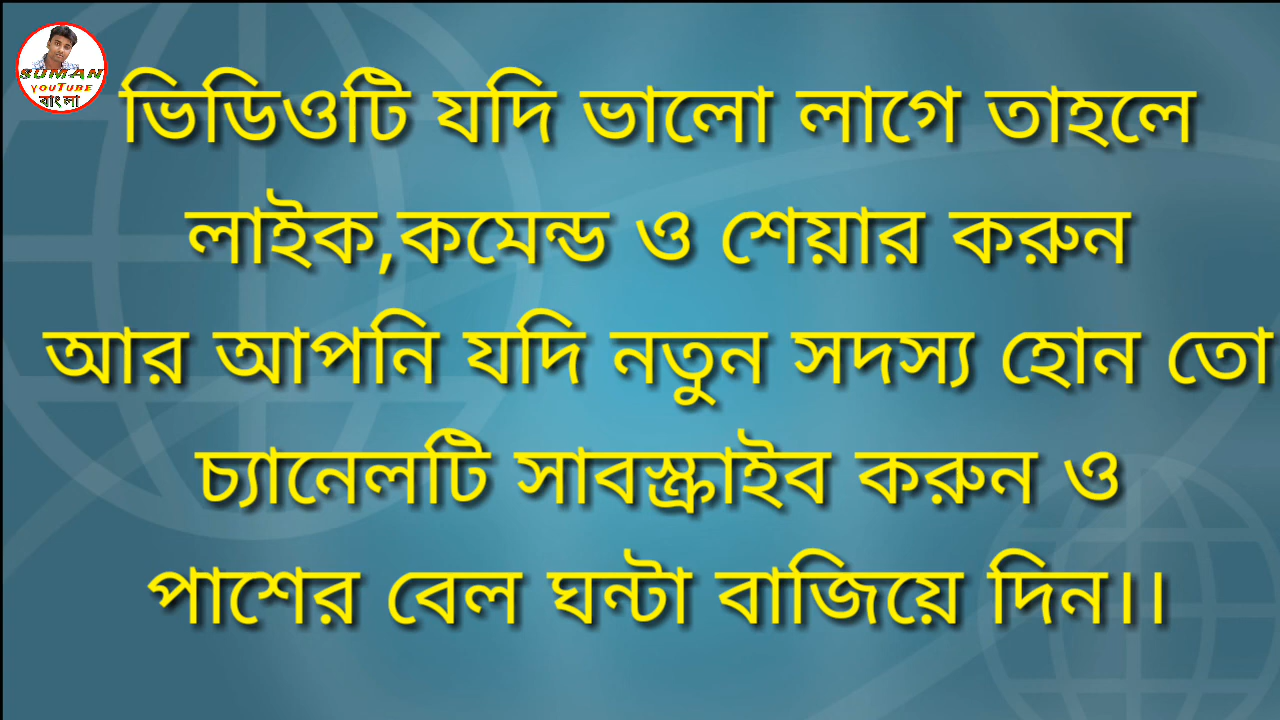 SUMAN
YOUTUBE
বাংলা
ভিডিওটি যদি ভালো লাগে তাহলে
লাইক,কমেন্ড ও শেয়ার করুন
আর আপনি যদি নতুন সদস্য হোন তো
চ্যানেলটি সাবস্ক্রাইব করুন ও
পাশের বেল ঘন্টা বাজিয়ে দিন।।